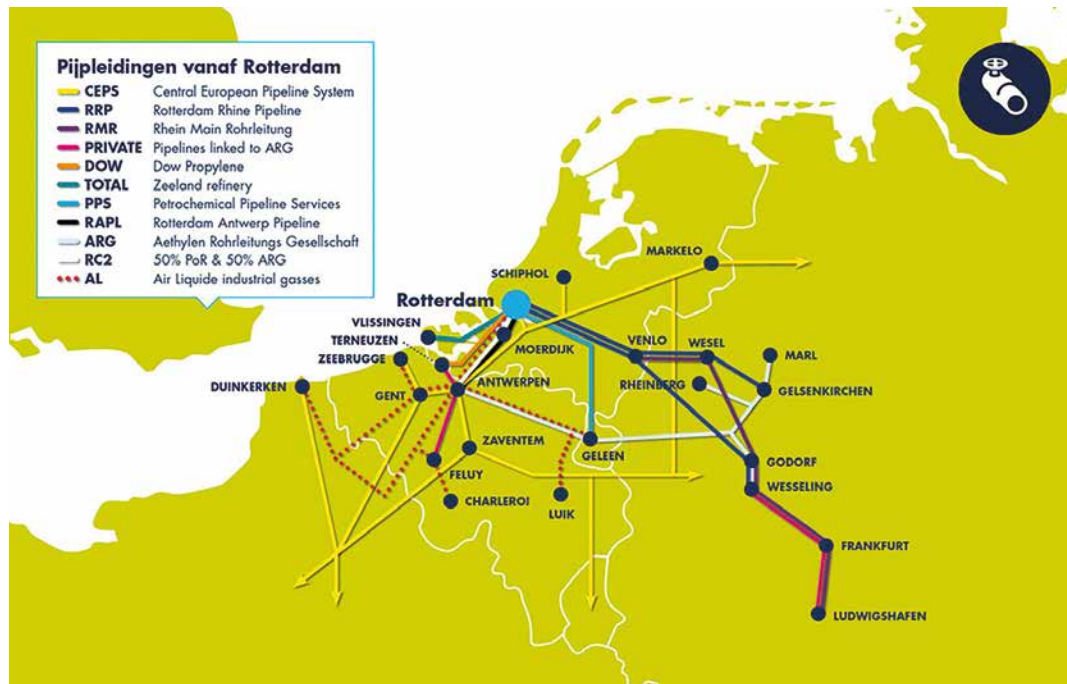 Pijpleidingen vanaf Rotterdam
CEPS Central European Pipeline System
RRP Rotterdam Rhine Pipeline
RMR Rhein Main Rohrleitung
PRIVATE Pipelines linked to ARG
DOW Dow Propylene
TOTAL Zeeland refinery
PPS Petrochemical Pipeline Services
RAPL Rotterdam Antwerp Pipeline
ARG Aethylen Rohrleitungs Gesellschaft
RC2 50% PoR & 50% ARG
AL Air Liquide industrial gasses
MARKELO
SCHIPHOL
Rotterdam
VLISSINGEN
TERNEUZEN
MOERDIJK
VENLO
WESEL
MARL
ZEEBRUGGE
RHEINBERG
DUINKERKEN
ANTWERPEN
GELSENKIRCHEN
GENT
ZAVENTEM
GELEEN
GODORF
FELUY
WESSELING
CHARLEROI
LUIK
FRANKFURT
LUDWIGSHAFEN